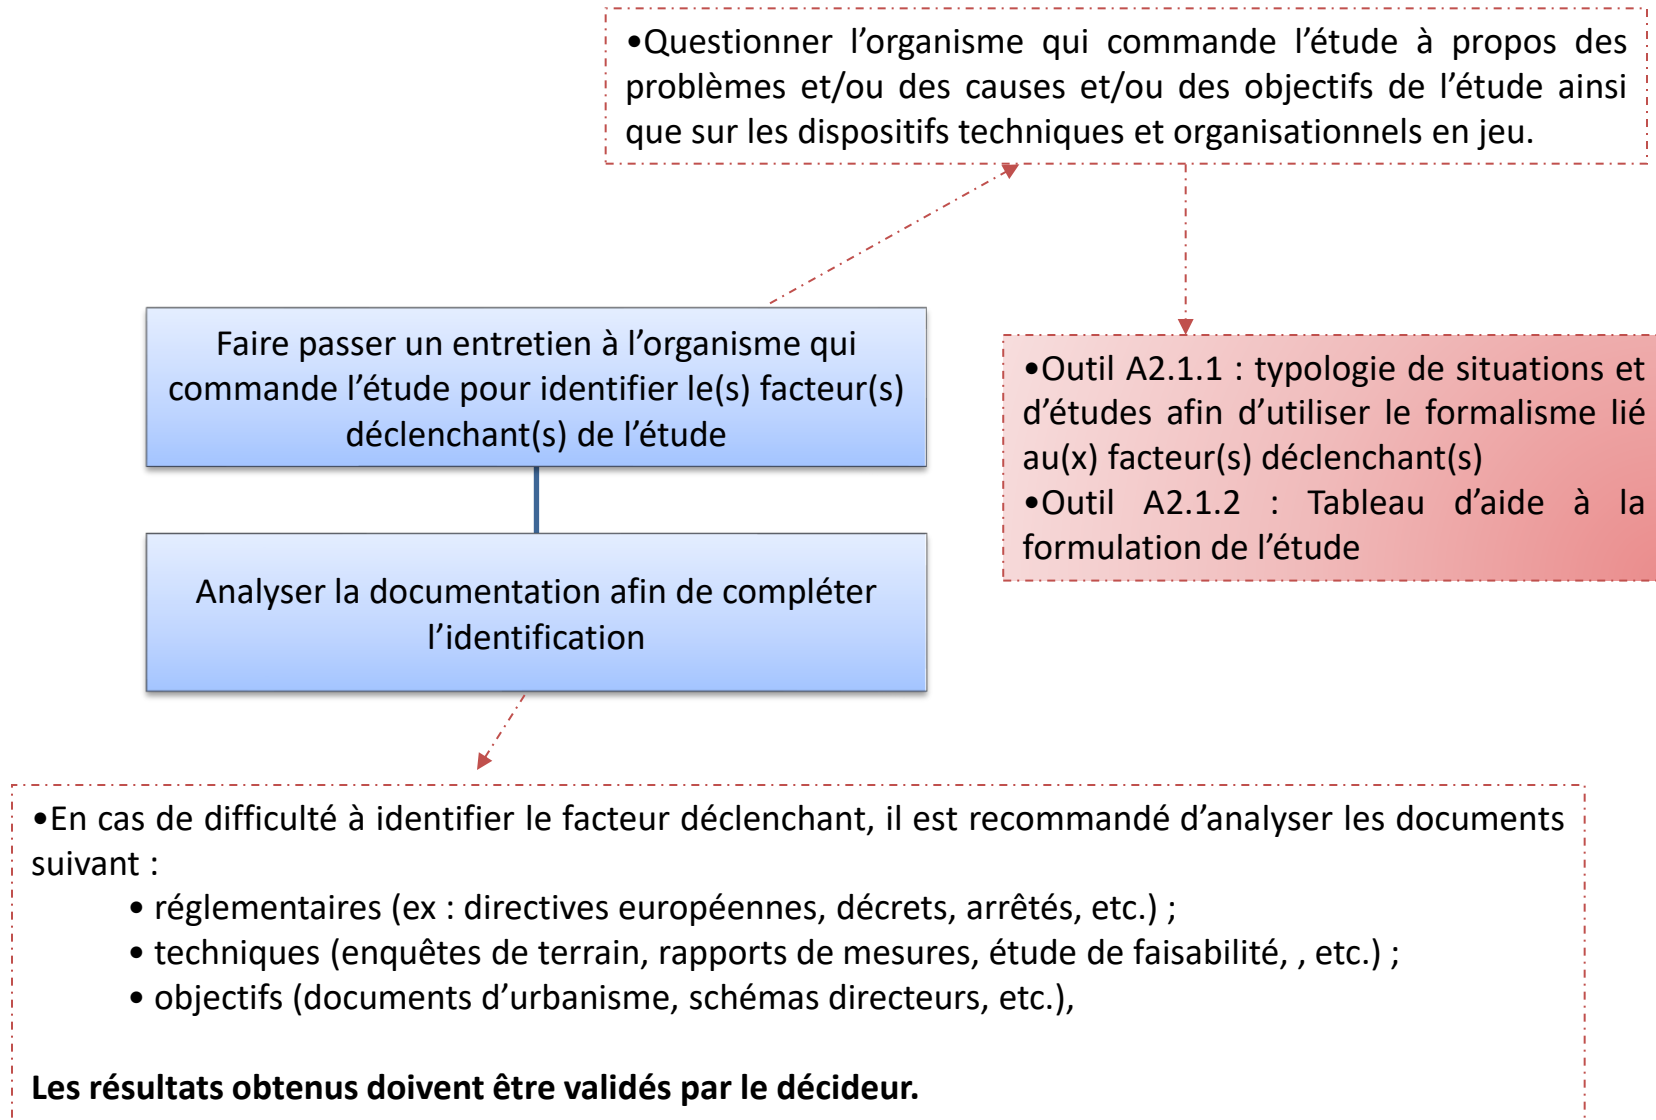 •Questionner l’organisme qui commande l’étude à propos des
problèmes et/ou des causes et/ou des objectifs de l’étude ainsi
que sur les dispositifs techniques et organisationnels en jeu.
Faire passer un entretien à l’organisme qui
commande l’étude pour identifier le(s) facteur(s)
déclenchant(s) de l’étude
•Outil A2.1.1 : typologie de situations et
d’études afin d’utiliser le formalisme lié
au(x) facteur(s) déclenchant(s)
•Outil A2.1.2 : Tableau d’aide à la
formulation de l’étude
Analyser la documentation afin de compléter
l’identification
•En cas de difficulté à identifier le facteur déclenchant, il est recommandé d’analyser les documents
suivant :
• réglementaires (ex : directives européennes, décrets, arrêtés, etc.) ;
• techniques (enquêtes de terrain, rapports de mesures, étude de faisabilité, , etc.) ;
• objectifs (documents d’urbanisme, schémas directeurs, etc.),
Les résultats obtenus doivent être validés par le décideur.